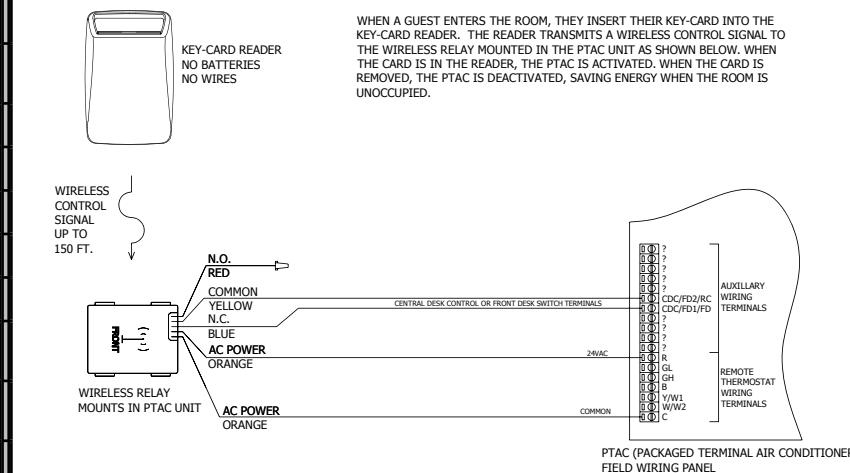 KEY-CARD READER
NO BATTERIES
NO WIRES
WHEN A GUEST ENTERS THE ROOM, THEY INSERT THEIR KEY-CARD INTO THE
KEY-CARD READER. THE READER TRANSMITS A WIRELESS CONTROL SIGNAL TO
THE WIRELESS RELAY MOUNTED IN THE PTAC UNIT AS SHOWN BELOW. WHEN
THE CARD IS IN THE READER, THE PTAC IS ACTIVATED. WHEN THE CARD IS
REMOVED, THE PTAC IS DEACTIVATED, SAVING ENERGY WHEN THE ROOM IS
UNOCCUPIED.
WIRELESS
CONTROL
SIGNAL
UP TO
150 FT.
N.O.
RED
COMMON
YELLOW
N.C.
BLUE
AC POWER
ORANGE
AC POWER
ORANGE
FRONT
WIRELESS RELAY
MOUNTS IN PTAC UNIT
CENTRAL DESK CONTROL OR FRONT DESK SWITCH TERMINALS
24VAC
COMMON
?
?
?
?
?
CDC/FD2/RC
CDC/FD1/FD
?
?
?
?
R
GL
GH
B
Y/W1
W/W2
C
AUXILLARY
WIRING
TERMINALS
REMOTE
THERMOSTAT
WIRING
TERMINALS
PTAC (PACKAGED TERMINAL AIR CONDITIONER
FIELD WIRING PANEL